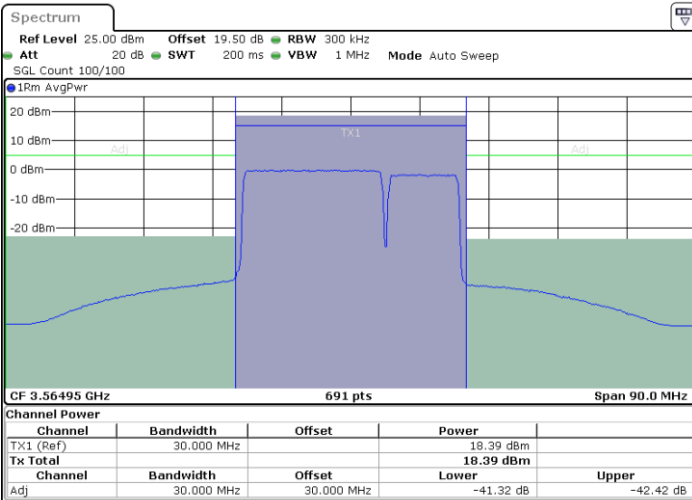 Spectrum
Ref Level 25.00 dBm Offset 19.50 dB RBW 300 kHz
Att 20 dB SWT 200 ms VBW 1 MHz Mode Auto Sweep
SGL Count 100/100
1Rm AvgPwr
20 dBm
TX1
10 dBm
Adj Adj
0 dBm
-10 dBm
-20 dBm
CF 3.56495 GHz 691 pts Span 90.0 MHz
Channel Power
Channel Bandwidth Offset Power
TX1 (Ref) 30.000 MHz 18.39 dBm
Tx Total 18.39 dBm
Channel Bandwidth Offset Lower Upper
Adj 30.000 MHz 30.000 MHz -41.32 dB -42.42 dB